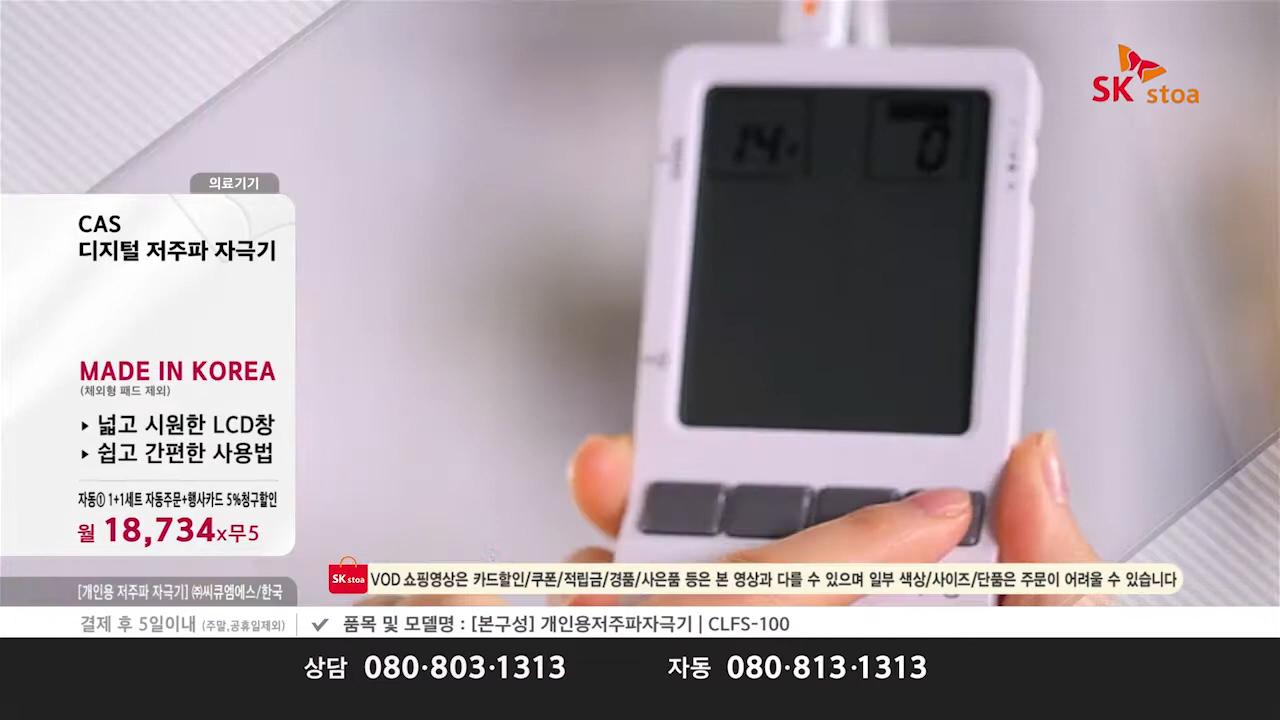 SK stoa
14
0
의료기기
CAS
디지털 저주파 자극기
MADE IN KOREA
(체외형 패드 제외)
▸ 넓고 시원한 LCD창
▸ 쉽고 간편한 사용법
자동① 1+1세트 자동주문+행사카드 5%청구할인
월 18,734x무5
SK stoa VOD 쇼핑영상은 카드할인/쿠폰/적립금/경품/사은품 등은 본 영상과 다를 수 있으며 일부 색상/사이즈/단품은 주문이 어려울 수 있습니다
[개인용 저주파 자극기] ㈜씨큐엠에스/한국
결제 후 5일이내 (주말,공휴일제외)
품목 및 모델명 : [본구성] 개인용저주파자극기 | CLFS-100
상담 080·803·1313 자동 080·813·1313